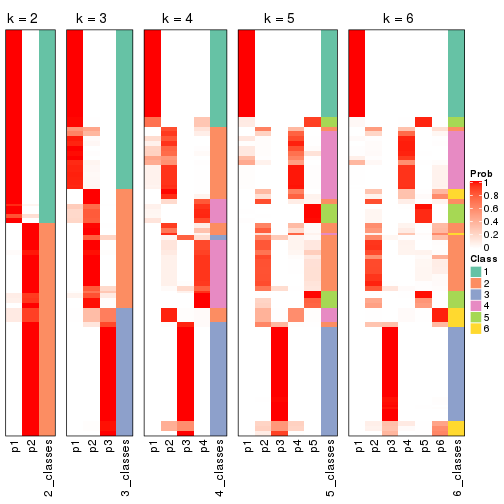 k = 2
k = 3
k = 4
k = 5
k = 6
p1
p2
2_classes
p1
p2
p3
3_classes
p1
p2
p3
p4
4_classes
p1
p2
p3
p4
p5
5_classes
p1
p2
p3
p4
p5
p6
6_classes
Prob
1
0.8
0.6
0.4
0.2
0
Class
1
2
3
4
5
6